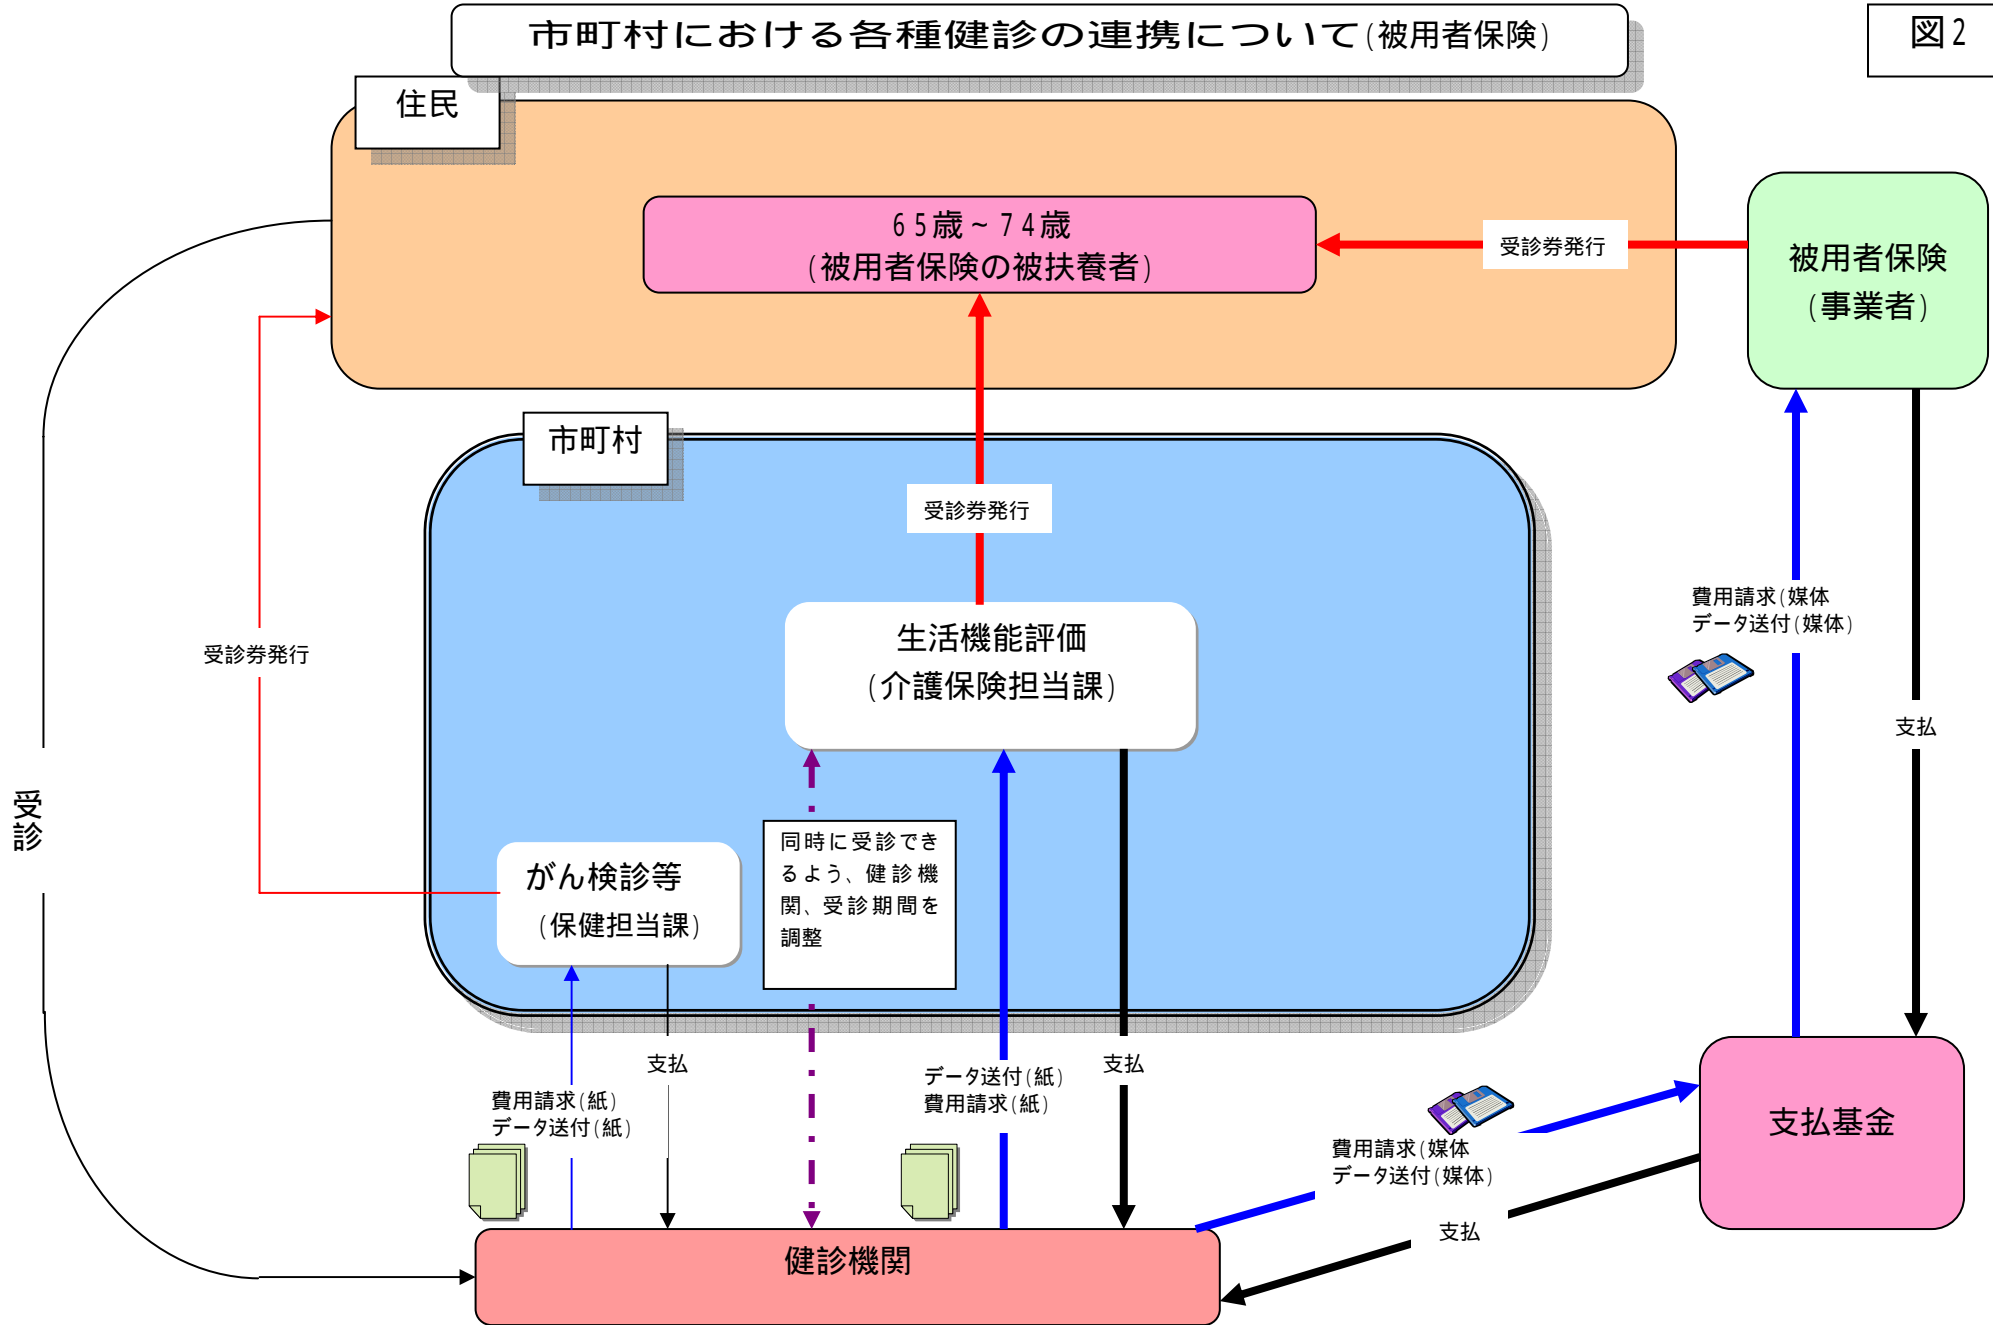 市町村における各種健診の連携について(被用者保険)
図2
住民
65歳~74歳
(被用者保険の被扶養者)
受診券発行
被用者保険
(事業者)
市町村
受診券発行
生活機能評価
(介護保険担当課)
費用請求(媒体
データ送付(媒体)
支払
受診券発行
受診
同時に受診でき
るよう、健診機
関、受診期間を
調整
がん検診等
(保健担当課)
支払
費用請求(紙)
データ送付(紙)
データ送付(紙)
費用請求(紙)
支払
費用請求(媒体
データ送付(媒体)
支払基金
支払
健診機関